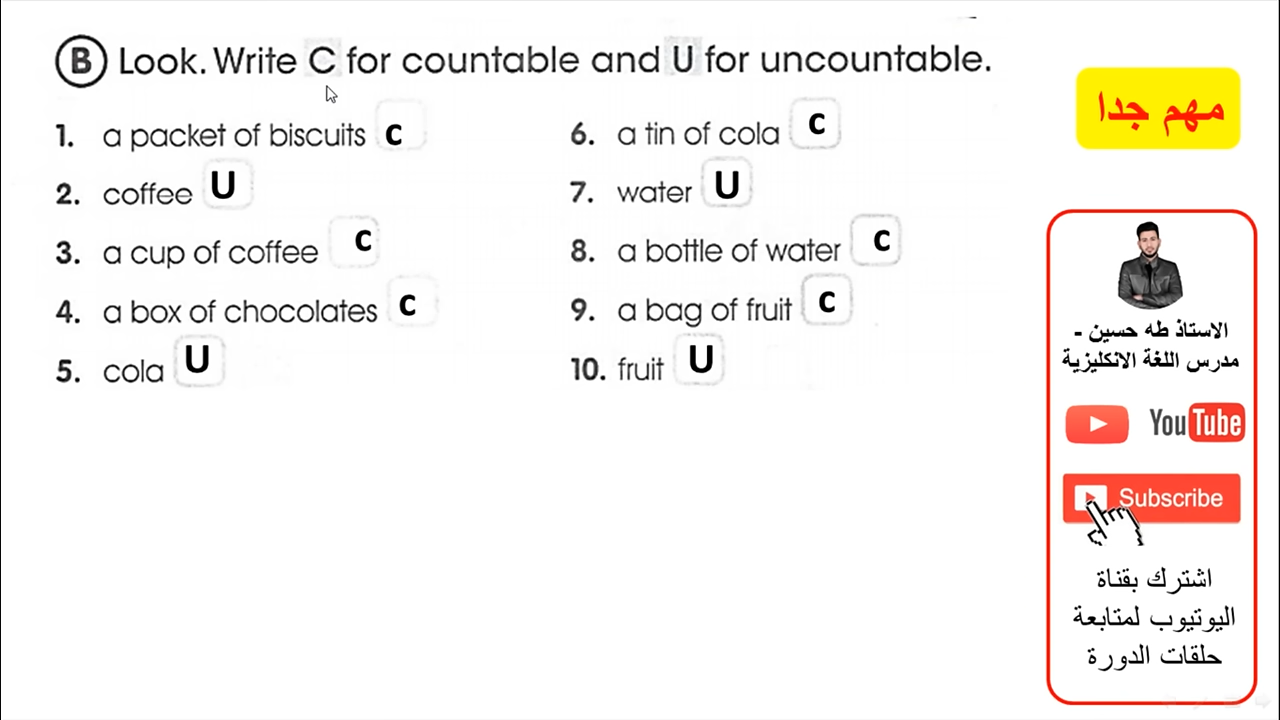 B Look. Write C for countable and U for uncountable.
1. a packet of biscuits c
2. coffee U
3. a cup of coffee c
4. a box of chocolates c
5. cola U
6. a tin of cola c
7. water U
8. a bottle of water c
9. a bag of fruit c
10. fruit U
مهم جدا
الاستاذ طه حسين -
مدرس اللغة الانكليزية
YouTube
Subscribe
اشترك بقناة
اليوتيوب لمتابعة
حلقات الدورة